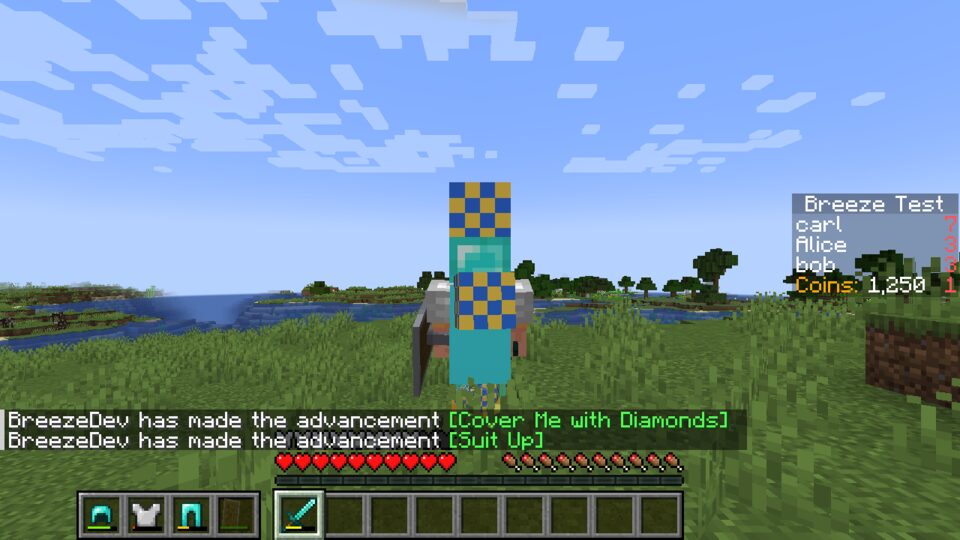 Breeze Test
carl 7
Alice 3
bob
Coins: 1,250 1
BreezeDev has made the advancement [Cover Me with Diamonds]
BreezeDev has made the advancement [Suit Up]